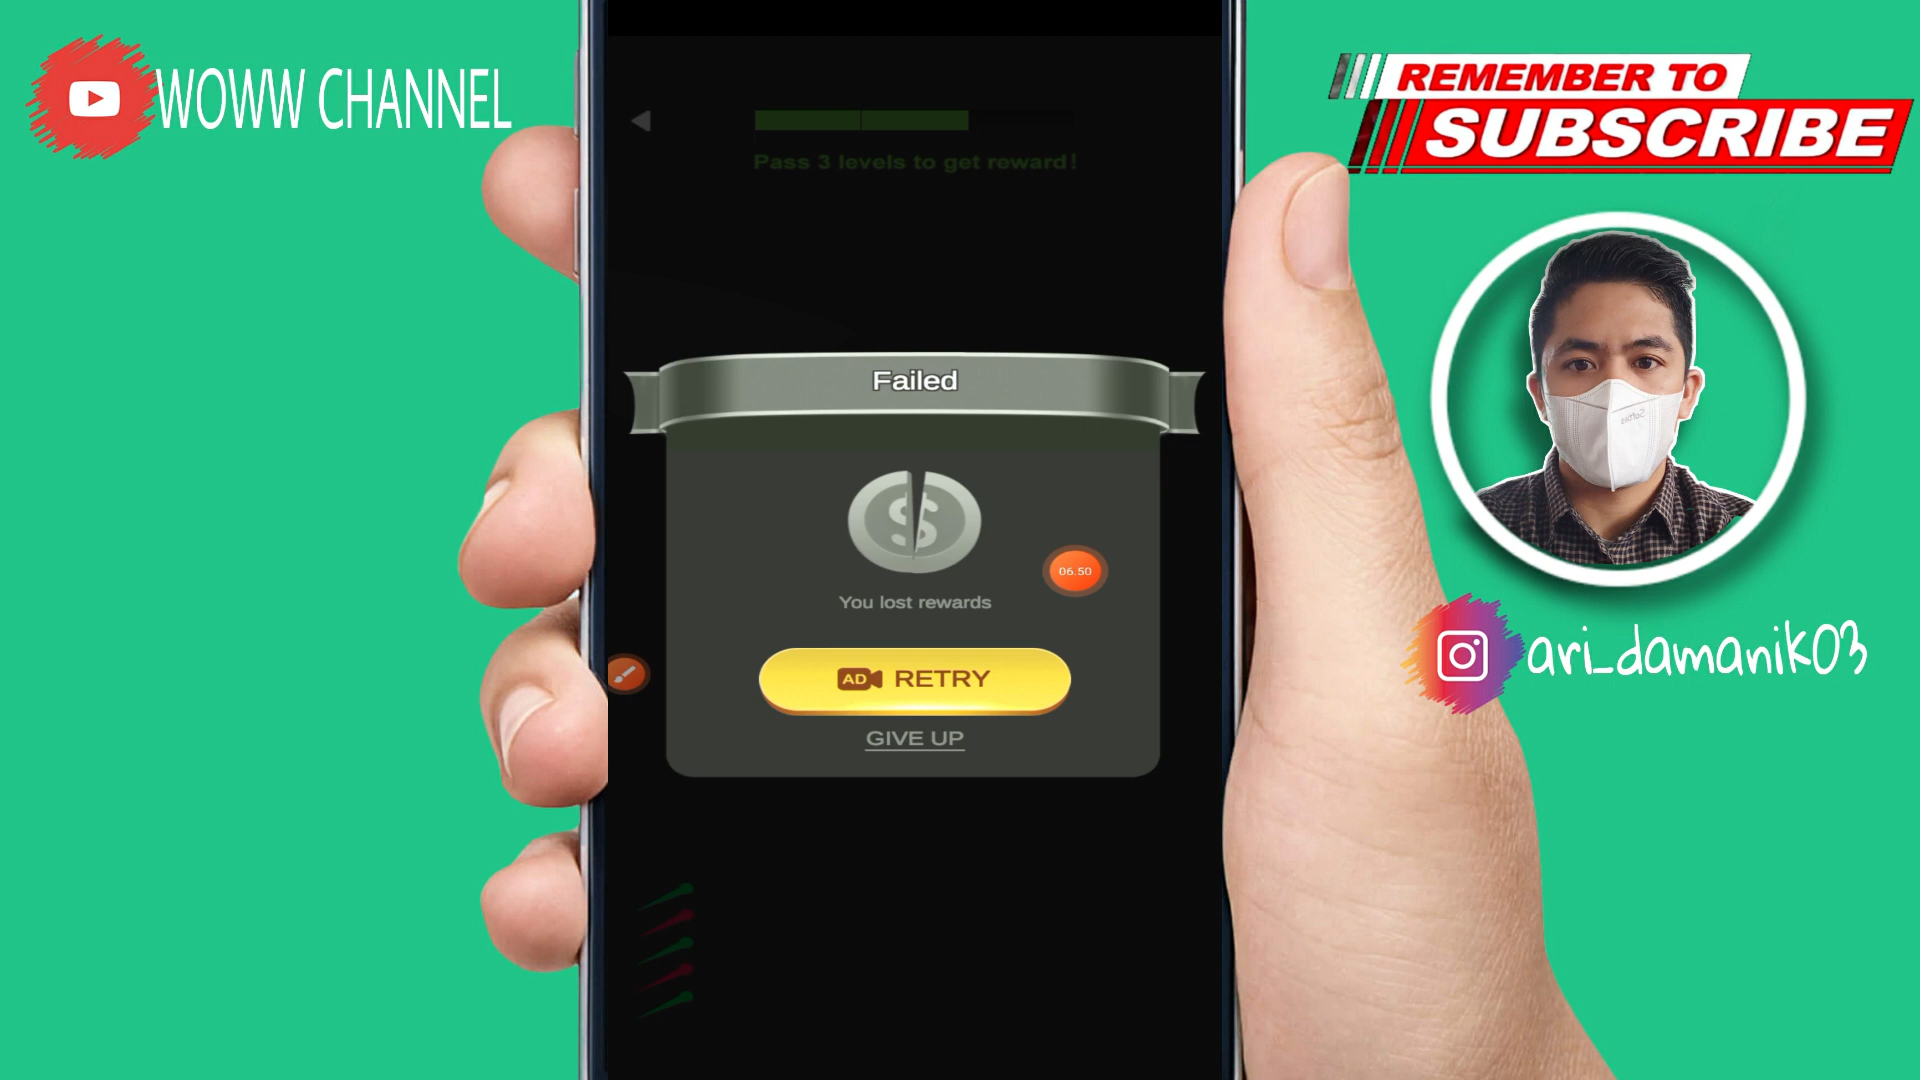 WOWW CHANNEL
REMEMBER TO
SUBSCRIBE
Pass 3 levels to get reward!
Failed
$
06.50
You lost rewards
AD RETRY
GIVE UP
ari_damanik03